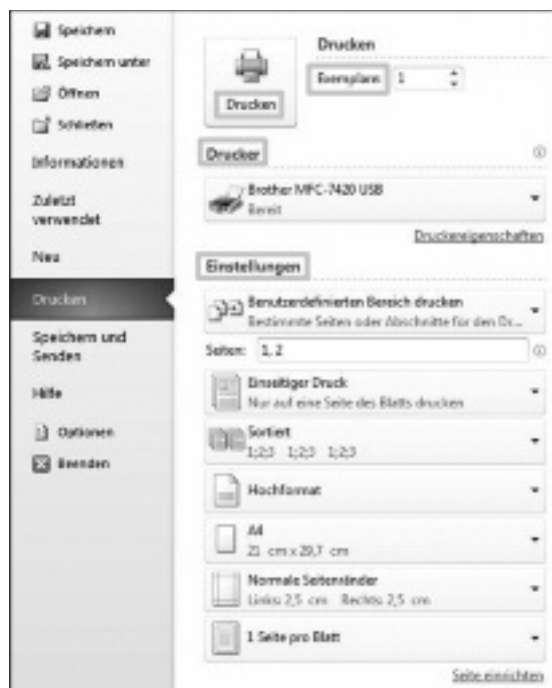 Speichern
Speichern unter
Öffnen
Schließen
Informationen
Zuletzt
verwendet
Neu
Drucken
Speichern und
Senden
Hilfe
Optionen
Beenden
Drucken
Exemplare: 1
Drucken
Drucker
Brother MFC-7420 USB
Bereit
Druckereigenschaften
Einstellungen
Benutzerdefinierten Bereich drucken
Bestimmte Seiten oder Abschnitte für den Dr...
Seiten: 1, 2
Einseitiger Druck
Nur auf eine Seite des Blatts drucken
Sortiert
1;2;3 1;2;3 1;2;3
Hochformat
A4
21 cm x 29,7 cm
Normale Seitenränder
Links: 2,5 cm Rechts: 2,5 cm
1 Seite pro Blatt
Seite einrichten